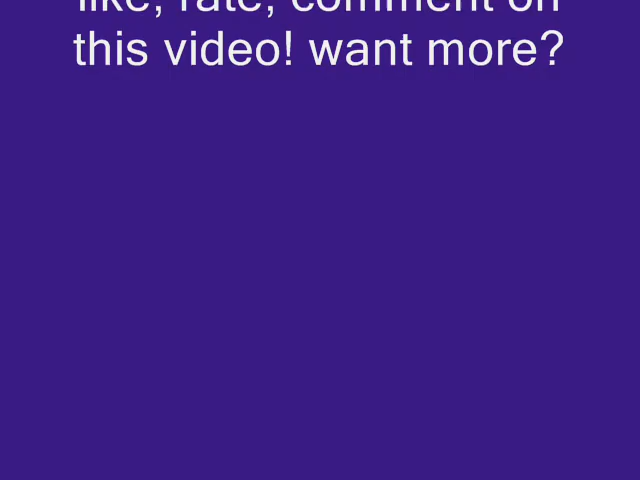 like, rate, comment on
this video! want more?